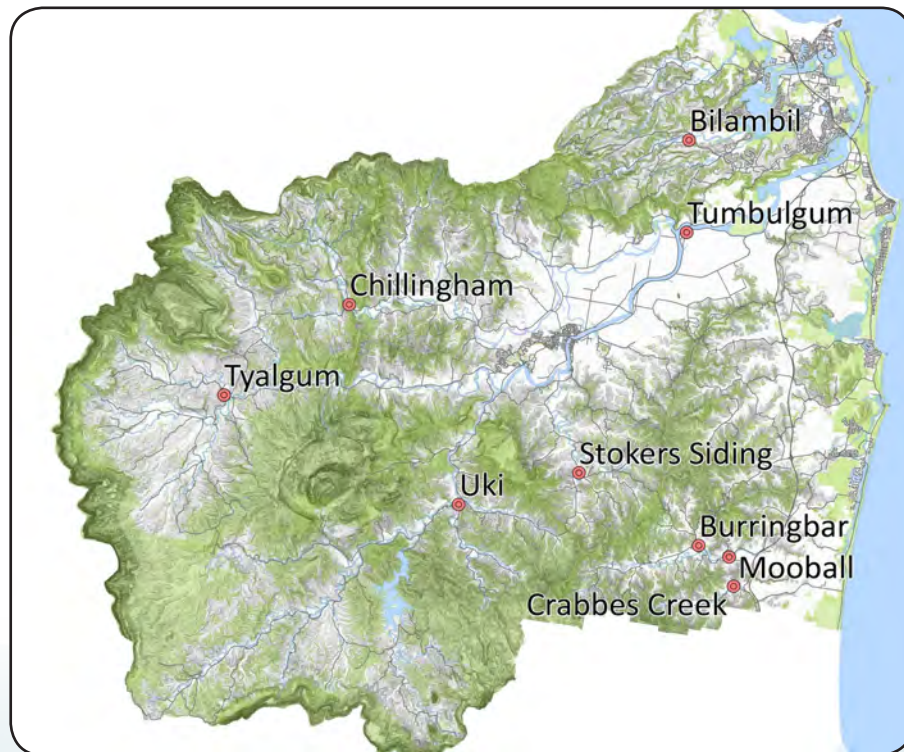 Bilambil
Tumbulgum
Chillingham
Tyalgum
Stokers Siding
Uki
Burringbar
Mooball
Crabbes Creek